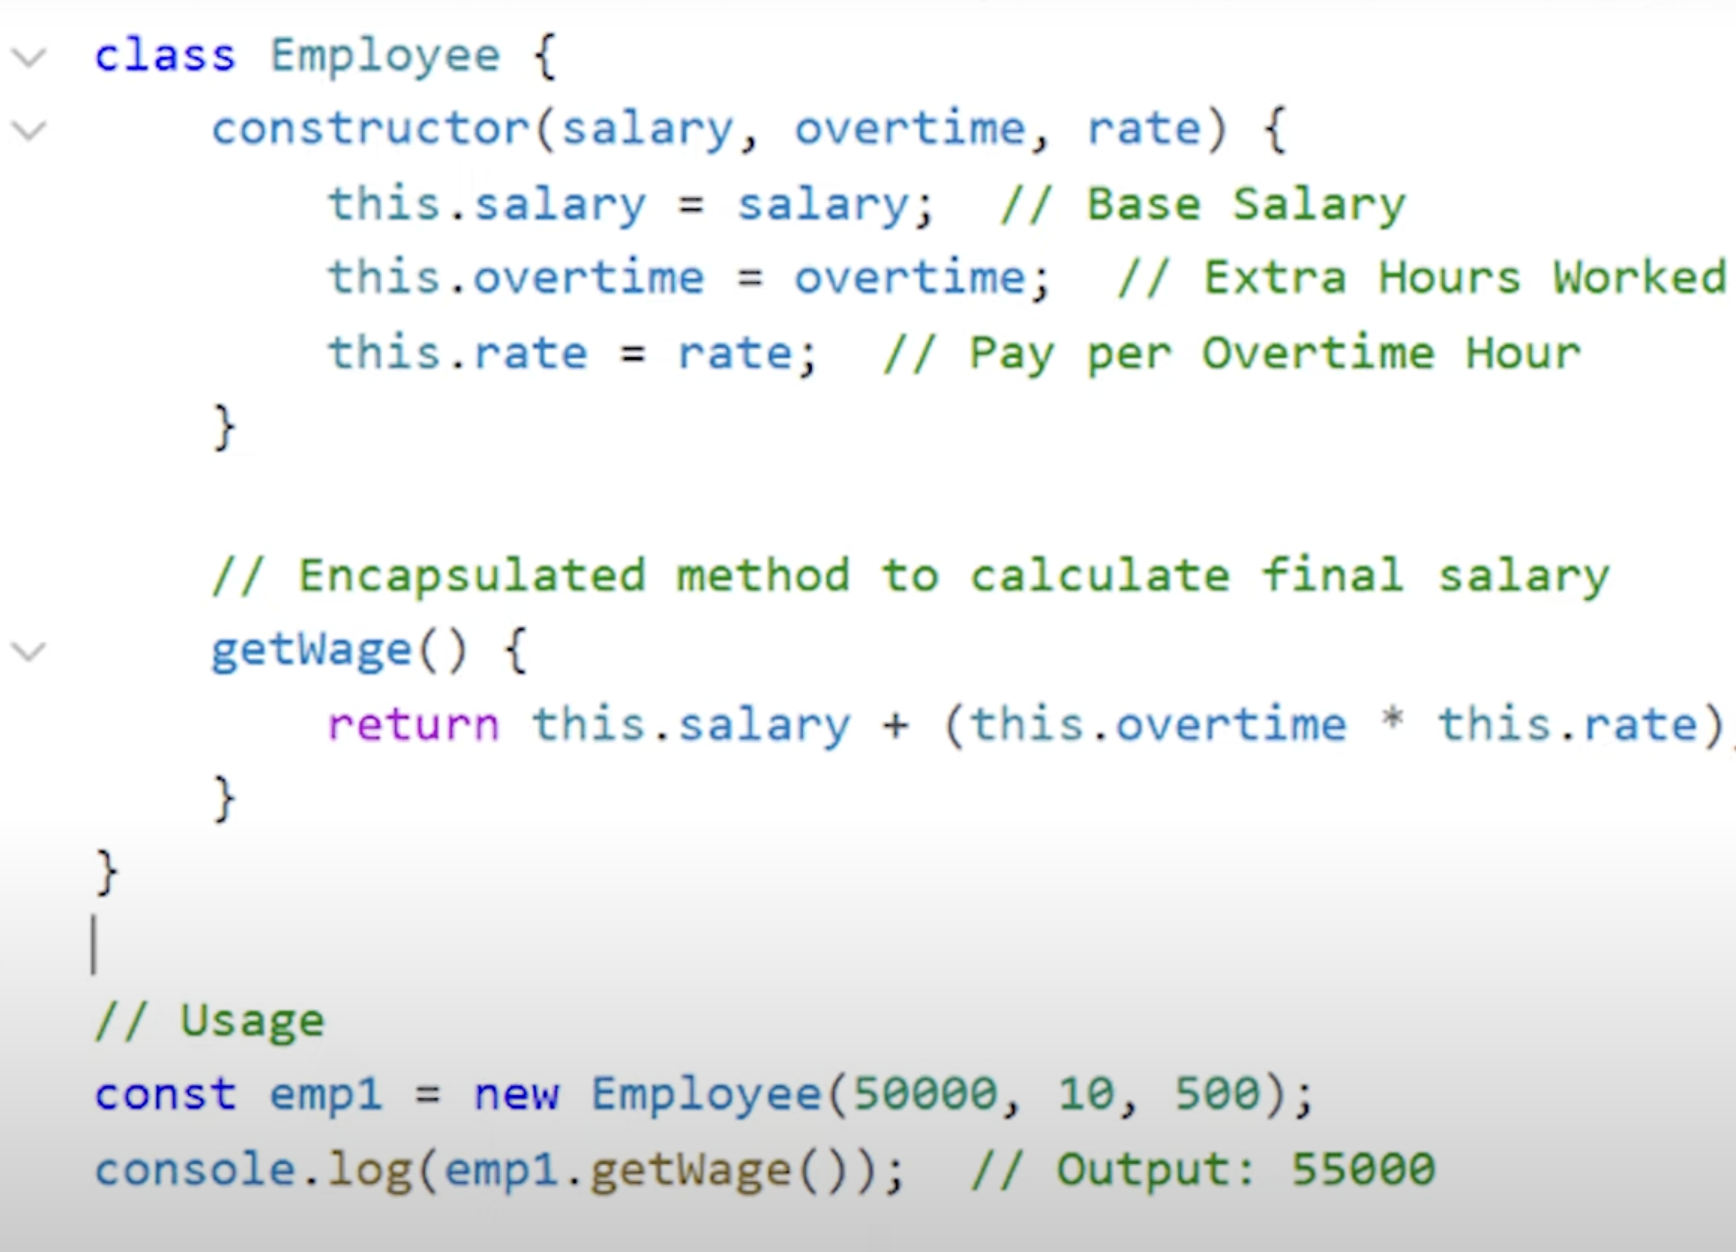 class Employee {
    constructor(salary, overtime, rate) {
        this.salary = salary;  // Base Salary
        this.overtime = overtime;  // Extra Hours Worked
        this.rate = rate;  // Pay per Overtime Hour
    }

    // Encapsulated method to calculate final salary
    getWage() {
        return this.salary + (this.overtime * this.rate)
    }
}

// Usage
const emp1 = new Employee(50000, 10, 500);
console.log(emp1.getWage());  // Output: 55000